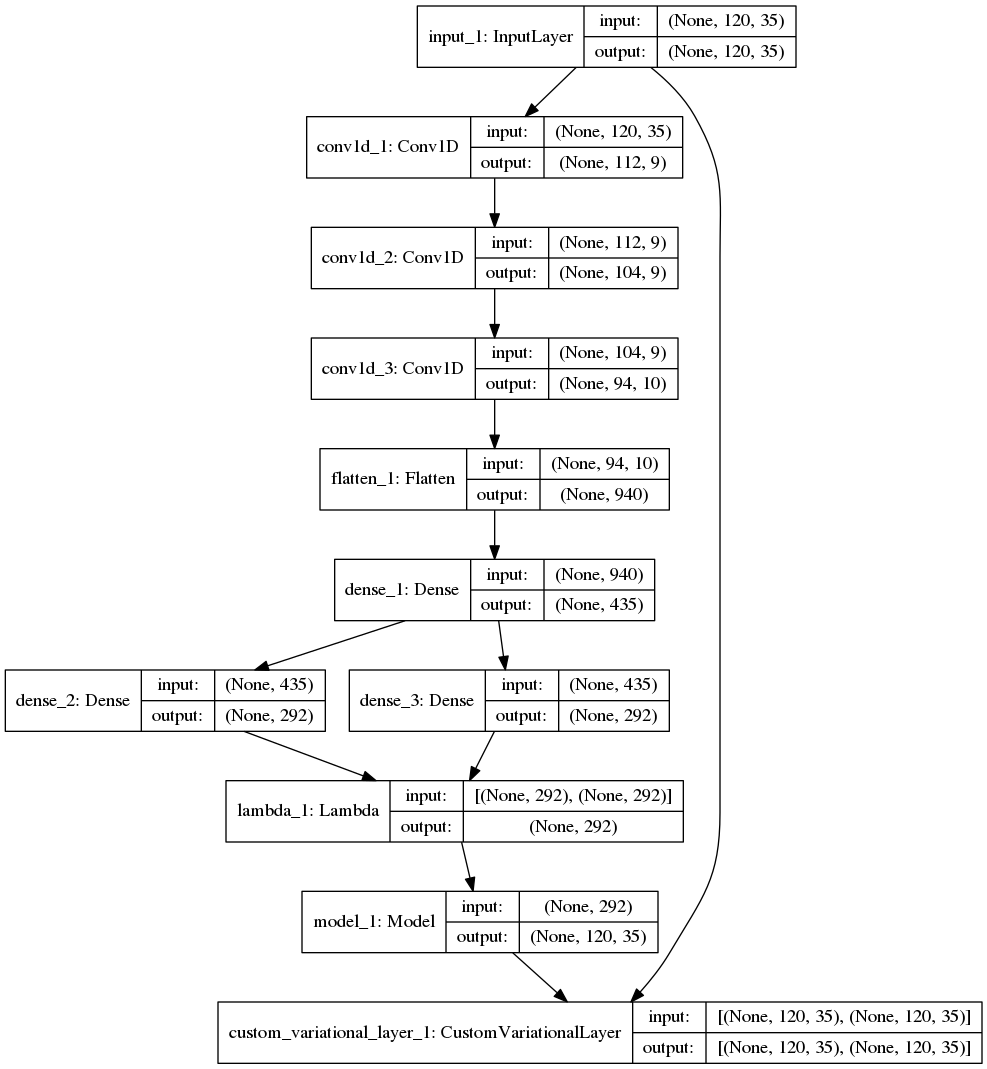 input_1: InputLayer
input: (None, 120, 35)
output: (None, 120, 35)
conv1d_1: Conv1D
input: (None, 120, 35)
output: (None, 112, 9)
conv1d_2: Conv1D
input: (None, 112, 9)
output: (None, 104, 9)
conv1d_3: Conv1D
input: (None, 104, 9)
output: (None, 94, 10)
flatten_1: Flatten
input: (None, 94, 10)
output: (None, 940)
dense_1: Dense
input: (None, 940)
output: (None, 435)
dense_2: Dense
input: (None, 435)
output: (None, 292)
dense_3: Dense
input: (None, 435)
output: (None, 292)
lambda_1: Lambda
input: [(None, 292), (None, 292)]
output: (None, 292)
model_1: Model
input: (None, 292)
output: (None, 120, 35)
custom_variational_layer_1: CustomVariationalLayer
input: [(None, 120, 35), (None, 120, 35)]
output: [(None, 120, 35), (None, 120, 35)]